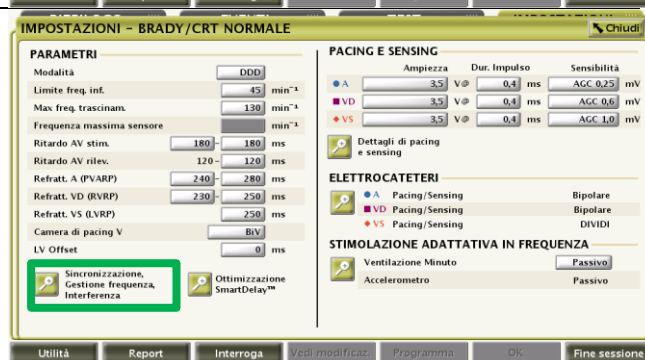 IMPOSTAZIONI - BRADY/CRT NORMALE
Chiudi
PARAMETRI
Modalità DDD
Limite freq. inf. 45 min⁻¹
Max freq. trascinam. 130 min⁻¹
Frequenza massima sensore min⁻¹
Ritardo AV stim. 180 - 180 ms
Ritardo AV rilev. 120 - 120 ms
Refratt. A (PVARP) 240 - 280 ms
Refratt. VD (RVRP) 230 - 250 ms
Refratt. VS (LVRP) 250 ms
Camera di pacing V BiV
LV Offset 0 ms
Sincronizzazione,
Gestione frequenza,
Interferenza
Ottimizzazione
SmartDelay™
PACING E SENSING
Ampiezza Dur. Impulso Sensibilità
A 3,5 V@ 0,4 ms AGC 0,25 mV
VD 3,5 V@ 0,4 ms AGC 0,6 mV
VS 3,5 V@ 0,4 ms AGC 1,0 mV
Dettagli di pacing
e sensing
ELETTROCATETERI
A Pacing/Sensing Bipolare
VD Pacing/Sensing Bipolare
VS Pacing/Sensing DIVIDI
STIMOLAZIONE ADATTATIVA IN FREQUENZA
Ventilazione Minuto Passivo
Accelerometro Passivo
Utilità Report Interroga Vedi modificaz. Programma OK Fine sessione